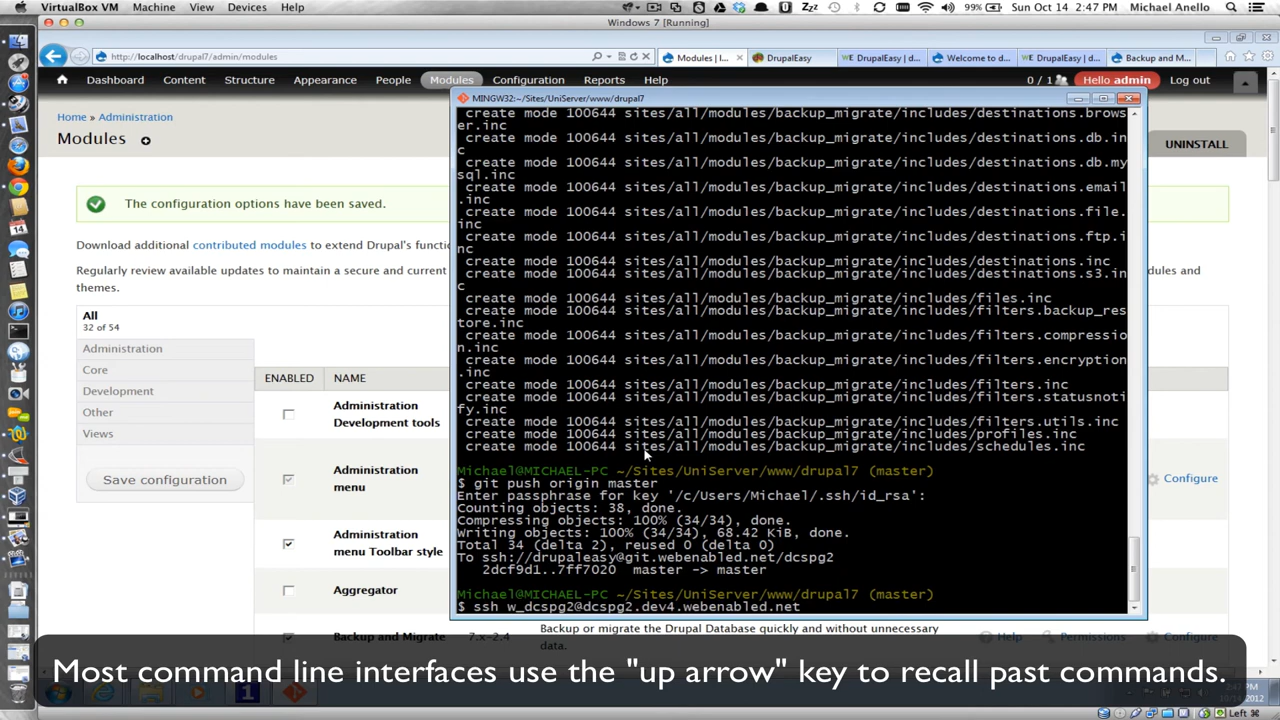 VirtualBox VM Machine View Devices Help
99% Sun Oct 14 2:47 PM Michael Anello
Windows 7 [Running]
http://localhost/drupal7/admin/modules
Modules | l... DrupalEasy DrupalEasy | d... Welcome to d... DrupalEasy | d... Backup and M...
Dashboard Content Structure Appearance People Modules Configuration Reports Help 0 / 1 Hello admin Log out
Home » Administration
Modules
UNINSTALL
The configuration options have been saved.
Download additional contributed modules to extend Drupal's functi
Regularly review available updates to maintain a secure and current
themes.
odules and
All
32 of 54
Administration
Core
Development
Other
Views
Save configuration
ENABLED NAME
Administration
Development tools
Administration
menu
Configure
Administration
menu Toolbar style
Aggregator
Backup and Migrate 7.x-2.4 Backup or migrate the Drupal Database quickly and without unnecessary
data.
Help Permissions Configure
MINGW32:~/Sites/UniServer/www/drupal7
create mode 100644 sites/all/modules/backup_migrate/includes/destinations.brows
er.inc
create mode 100644 sites/all/modules/backup_migrate/includes/destinations.db.in
c
create mode 100644 sites/all/modules/backup_migrate/includes/destinations.db.my
sql.inc
create mode 100644 sites/all/modules/backup_migrate/includes/destinations.email
.inc
create mode 100644 sites/all/modules/backup_migrate/includes/destinations.file.
inc
create mode 100644 sites/all/modules/backup_migrate/includes/destinations.ftp.i
nc
create mode 100644 sites/all/modules/backup_migrate/includes/destinations.inc
create mode 100644 sites/all/modules/backup_migrate/includes/destinations.s3.in
c
create mode 100644 sites/all/modules/backup_migrate/includes/files.inc
create mode 100644 sites/all/modules/backup_migrate/includes/filters.backup_res
tore.inc
create mode 100644 sites/all/modules/backup_migrate/includes/filters.compressio
n.inc
create mode 100644 sites/all/modules/backup_migrate/includes/filters.encryption
.inc
create mode 100644 sites/all/modules/backup_migrate/includes/filters.inc
create mode 100644 sites/all/modules/backup_migrate/includes/filters.statusnoti
fy.inc
create mode 100644 sites/all/modules/backup_migrate/includes/filters.utils.inc
create mode 100644 sites/all/modules/backup_migrate/includes/profiles.inc
create mode 100644 sites/all/modules/backup_migrate/includes/schedules.inc
Michael@MICHAEL-PC ~/Sites/UniServer/www/drupal7 (master)
$ git push origin master
Enter passphrase for key '/c/Users/Michael/.ssh/id_rsa':
Counting objects: 38, done.
Compressing objects: 100% (34/34), done.
Writing objects: 100% (34/34), 68.42 KiB, done.
Total 34 (delta 2), reused 0 (delta 0)
To ssh://drupaleasy@git.webenabled.net/dcspg2
2dcf9d1..7ff7020 master -> master
Michael@MICHAEL-PC ~/Sites/UniServer/www/drupal7 (master)
$ ssh w_dcspg2@dcspg2.dev4.webenabled.net
Most command line interfaces use the "up arrow" key to recall past commands.
2:47 PM
10/14/2012
Left ⌘